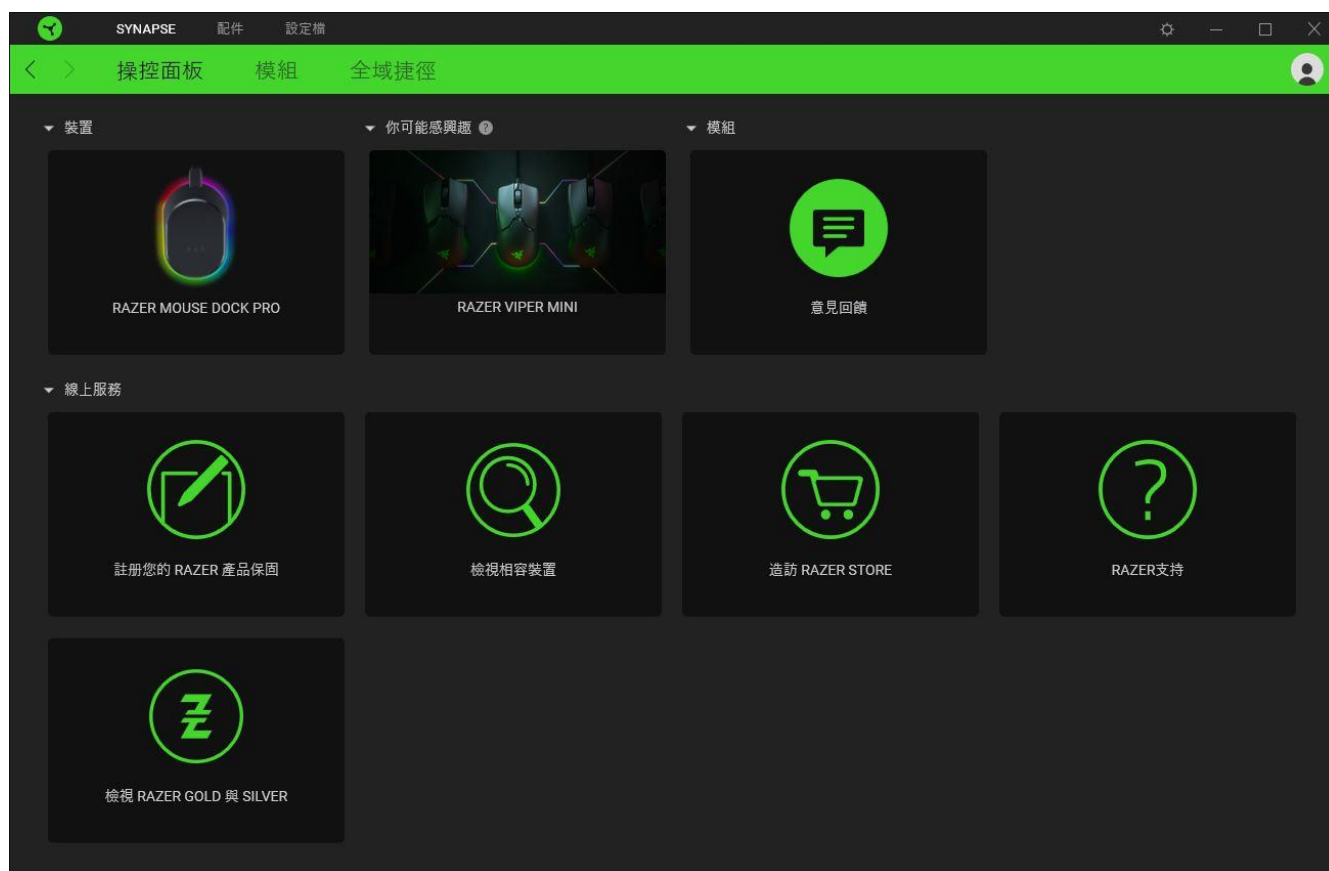 SYNAPSE 配件 設定檔
操控面板 模組 全域捷徑
裝置 你可能感興趣 ? 模組
RAZER MOUSE DOCK PRO RAZER VIPER MINI 意見回饋
線上服務
註册您的 RAZER 產品保固 檢視相容裝置 造訪 RAZER STORE RAZER支持
檢視 RAZER GOLD 與 SILVER